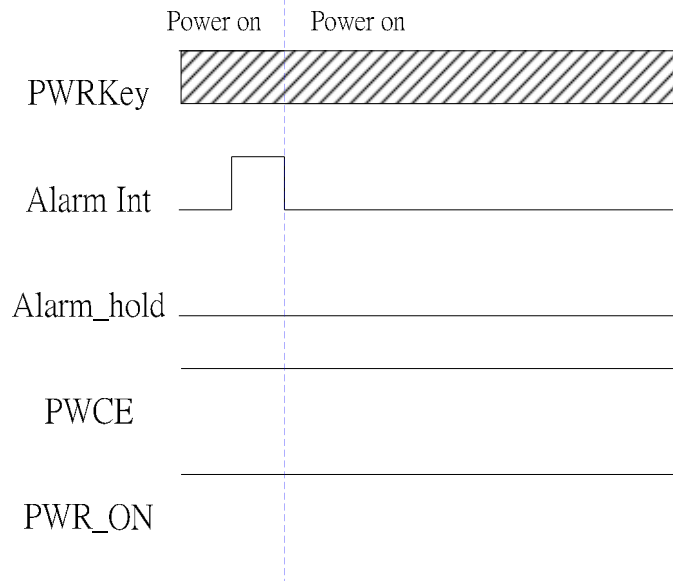 Power on Power on
PWRKey
Alarm Int
Alarm_hold
PWCE
PWR_ON